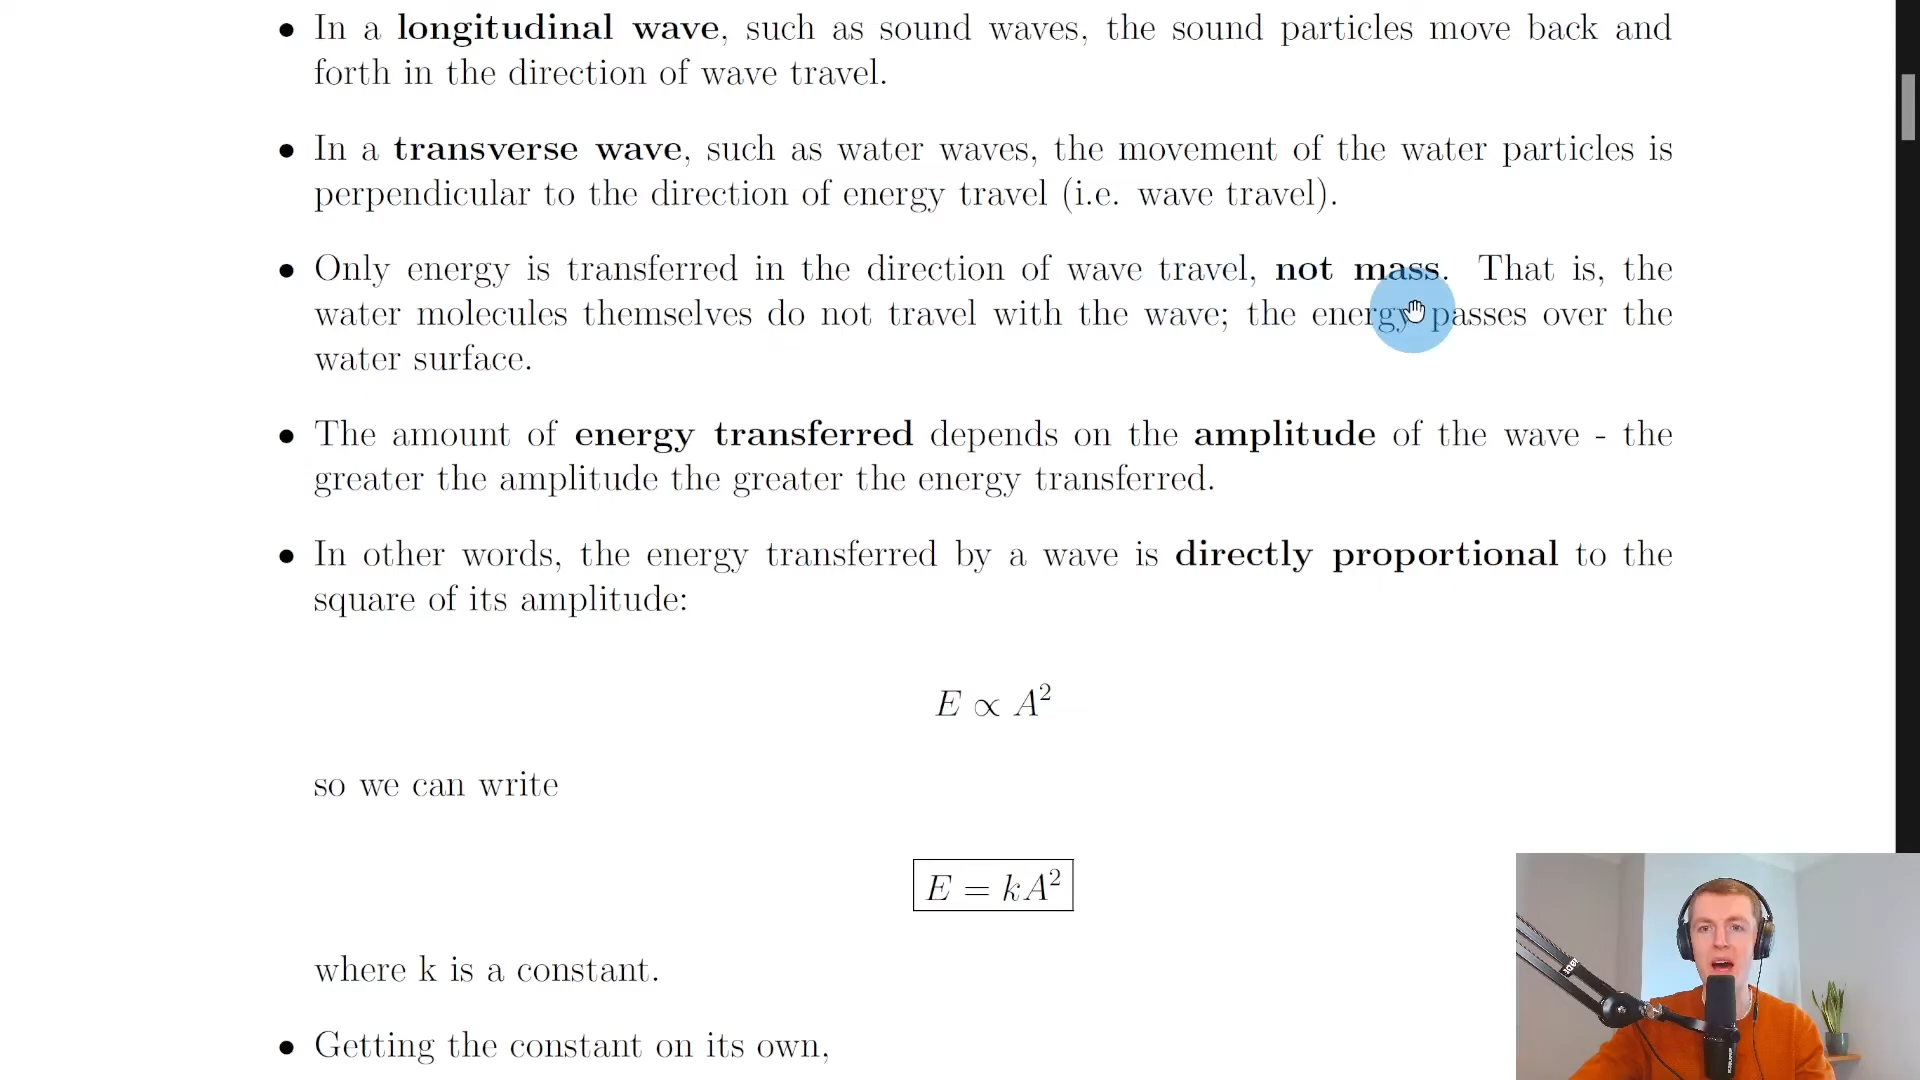 • In a longitudinal wave, such as sound waves, the sound particles move back and
forth in the direction of wave travel.
• In a transverse wave, such as water waves, the movement of the water particles is
perpendicular to the direction of energy travel (i.e. wave travel).
• Only energy is transferred in the direction of wave travel, not mass. That is, the
water molecules themselves do not travel with the wave; the energy passes over the
water surface.
• The amount of energy transferred depends on the amplitude of the wave - the
greater the amplitude the greater the energy transferred.
• In other words, the energy transferred by a wave is directly proportional to the
square of its amplitude:
E ∝ A²
so we can write
E = kA²
where k is a constant.
• Getting the constant on its own,